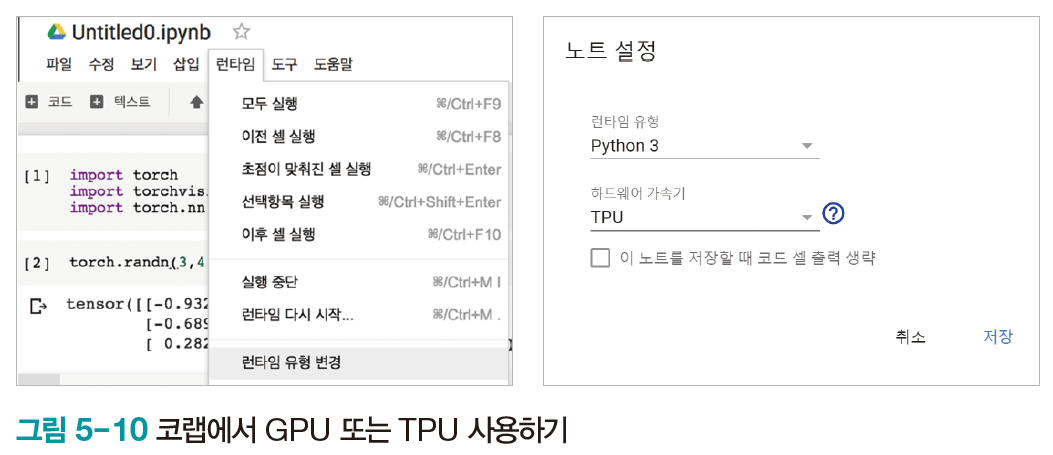 Untitled0.ipynb
파일 수정 보기 삽입 런타임 도구 도움말
코드 텍스트
모두 실행 ⌘/Ctrl+F9
이전 셀 실행 ⌘/Ctrl+F8
초점이 맞춰진 셀 실행 ⌘/Ctrl+Enter
선택항목 실행 ⌘/Ctrl+Shift+Enter
이후 셀 실행 ⌘/Ctrl+F10
실행 중단 ⌘/Ctrl+M I
런타임 다시 시작... ⌘/Ctrl+M .
런타임 유형 변경
[1] import torch
import torchvis
import torch.nn
[2] torch.randn(3,4
tensor([[-0.932
[-0.689
[ 0.282
노트 설정
런타임 유형
Python 3
하드웨어 가속기
TPU ?
이 노트를 저장할 때 코드 셀 출력 생략
취소 저장
그림 5-10 코랩에서 GPU 또는 TPU 사용하기